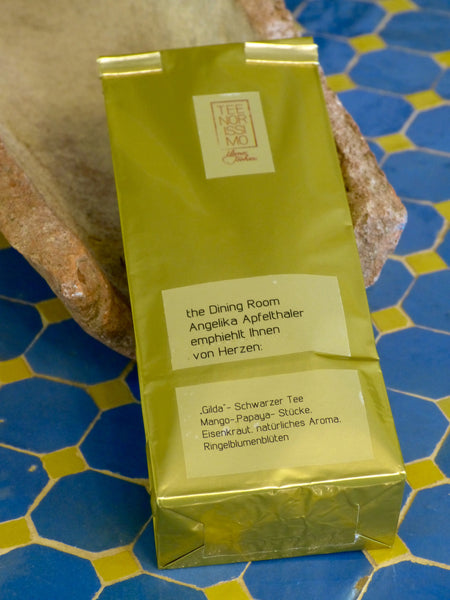 TEE
NOR
ISSI
MO
the Dining Room
Angelika Apfelthaler
empfiehlt Ihnen
von Herzen:
„Gilda"- Schwarzer Tee
Mango-,Papaya- Stücke,
Eisenkraut, natürliches Aroma,
Ringelblumenblüten